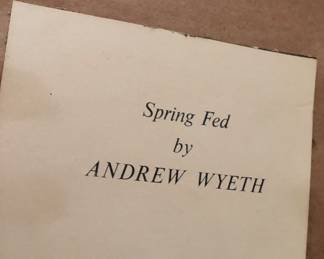 Spring Fed
by
ANDREW WYETH